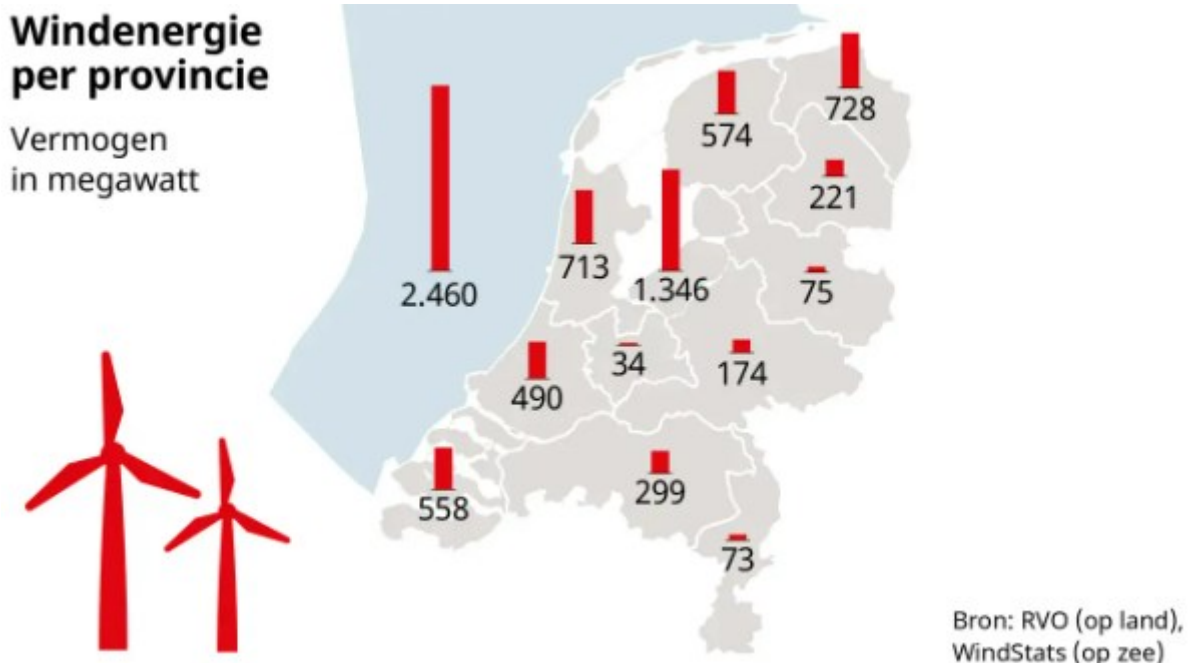 Windenergie
per provincie
Vermogen
in megawatt
728
574
221
713
2.460
1.346
75
34
174
490
299
558
73
Bron: RVO (op land),
WindStats (op zee)